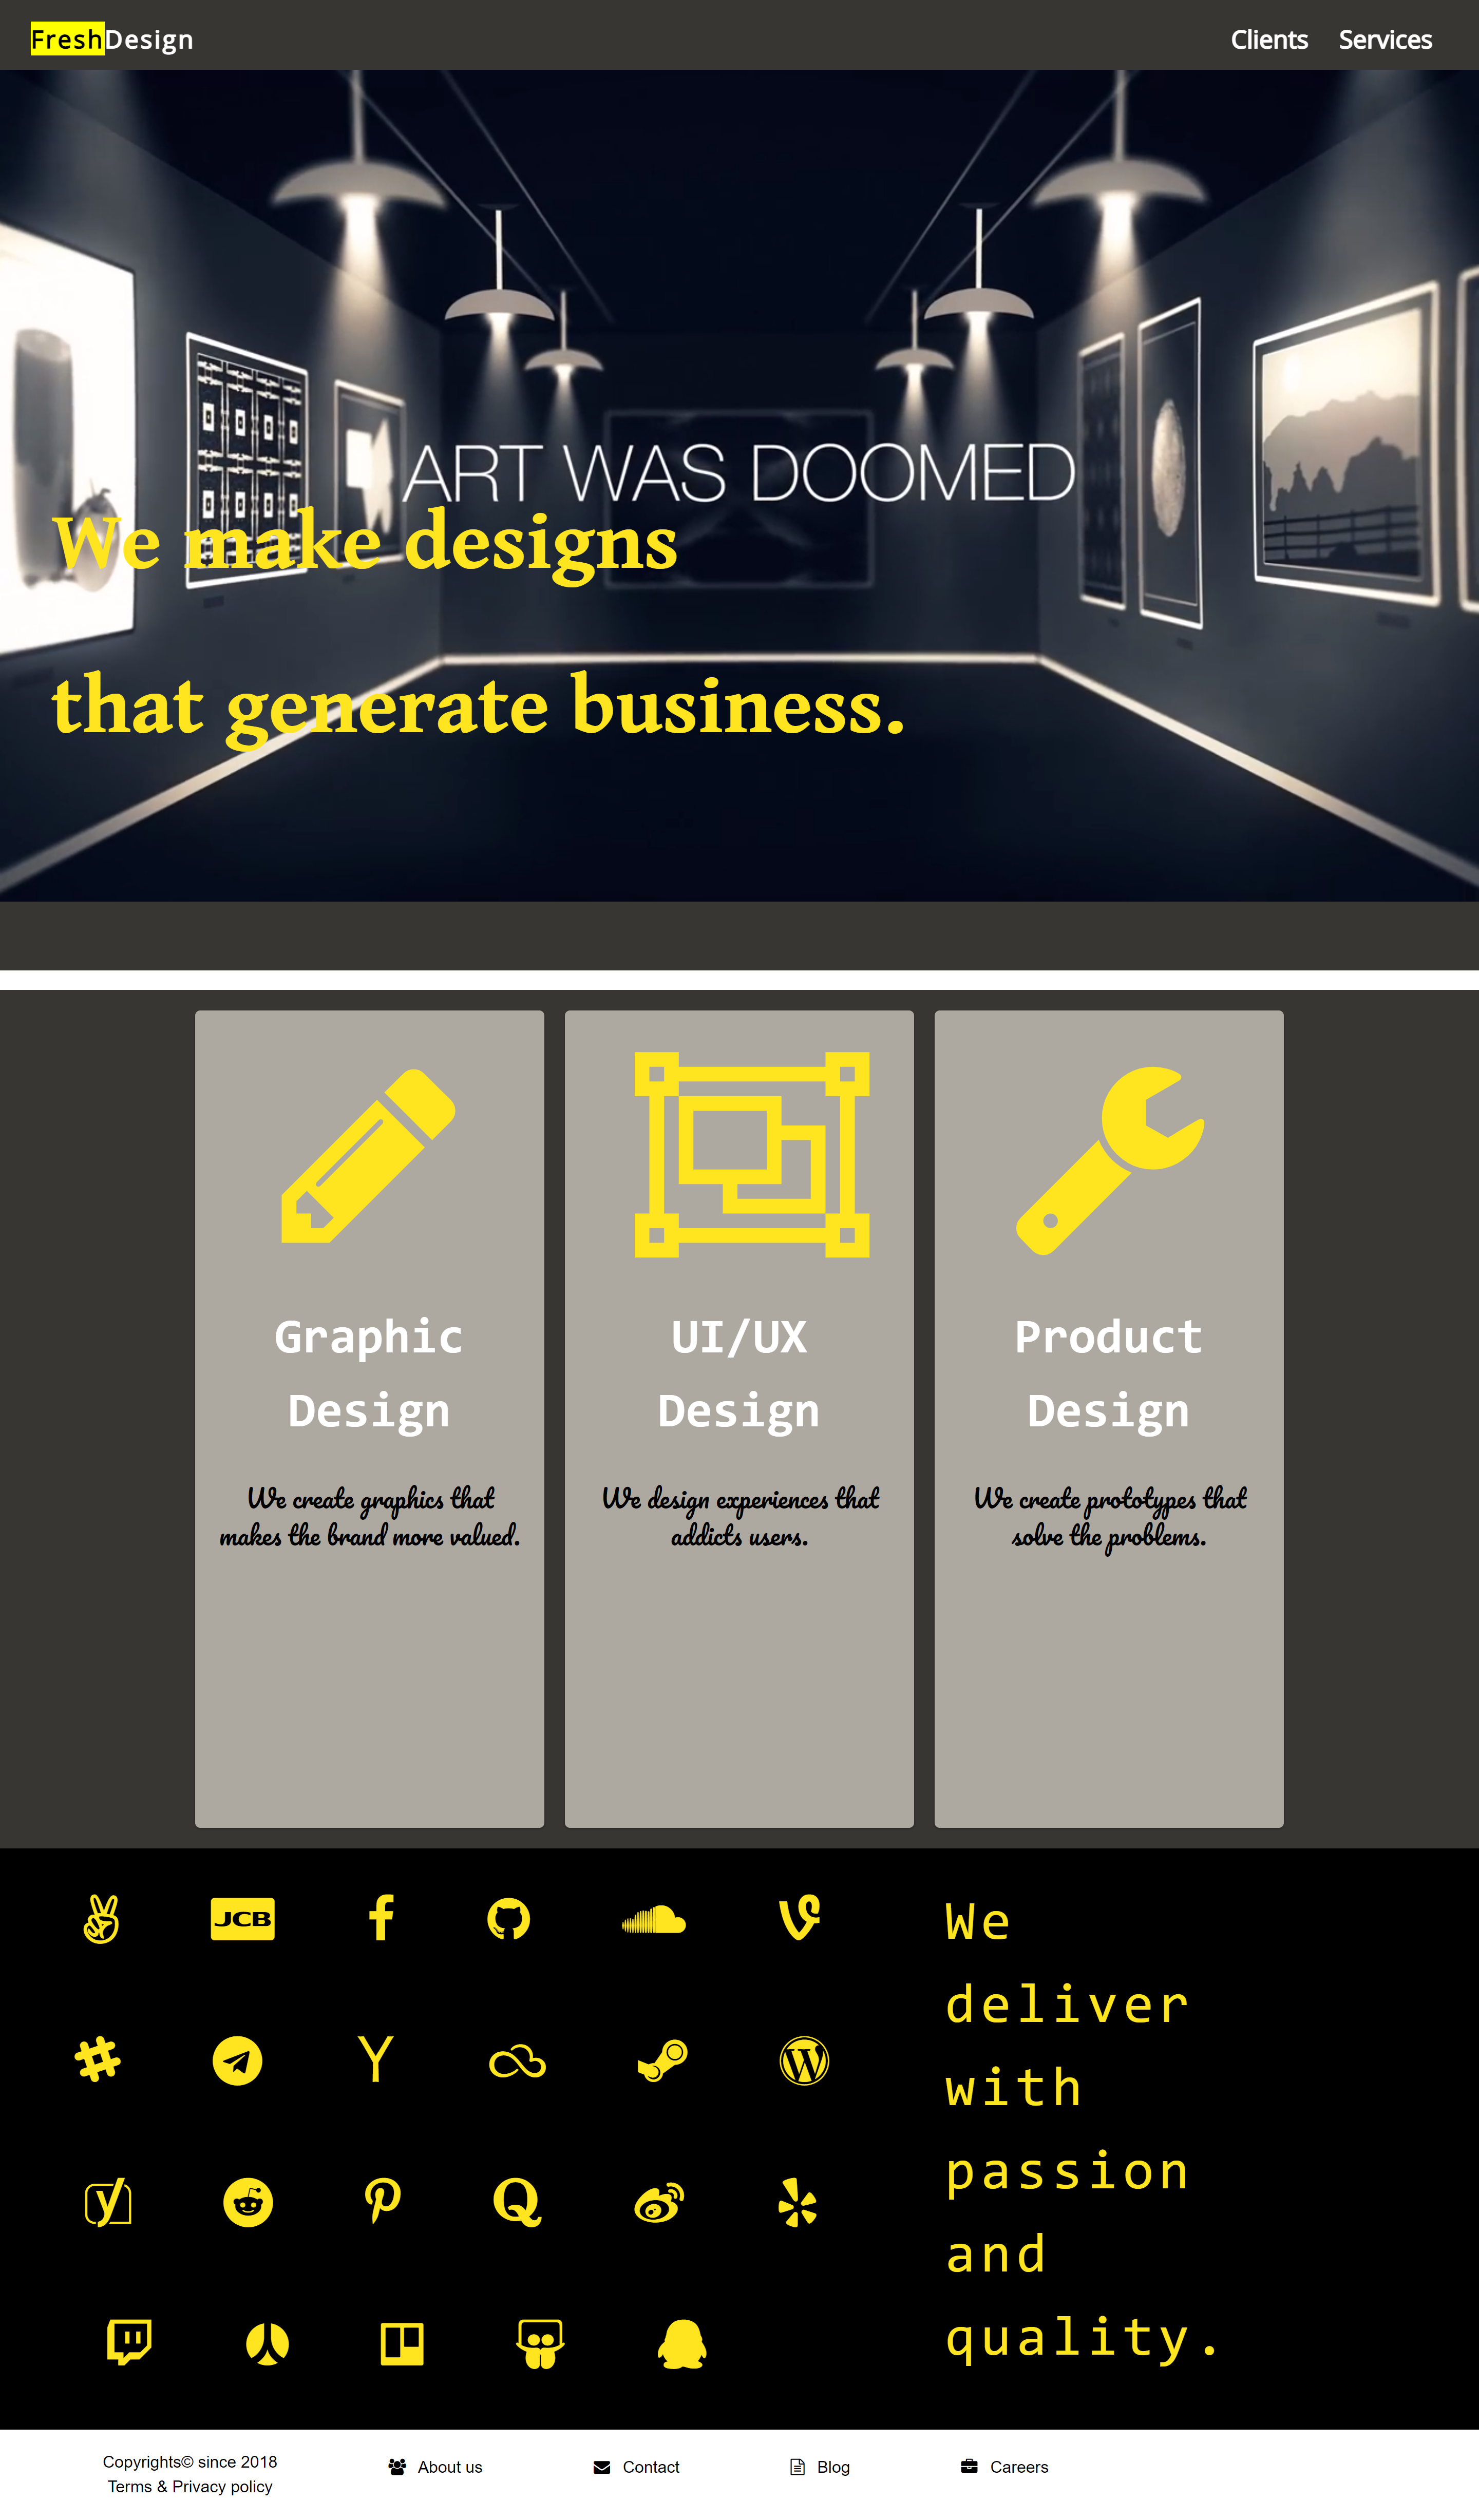 FreshDesign
Clients Services
ART WAS DOOMED
We make designs
that generate business.
Graphic
Design
We create graphics that
makes the brand more valued.
UI/UX
Design
We design experiences that
addicts users.
Product
Design
We create prototypes that
solve the problems.
JCB
We
deliver
with
passion
and
quality.
Copyrights© since 2018
Terms & Privacy policy
About us
Contact
Blog
Careers